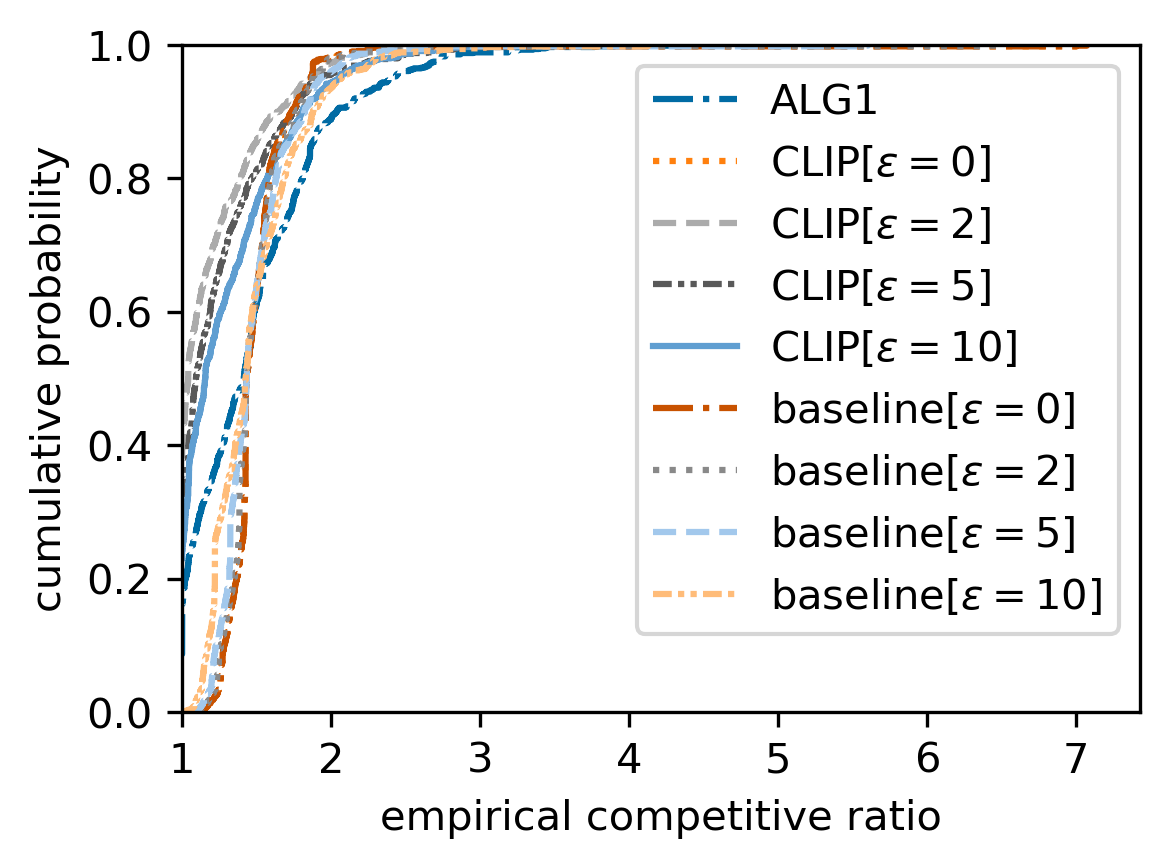 1.0
0.8
0.6
0.4
0.2
0.0
cumulative probability
1 2 3 4 5 6 7
empirical competitive ratio
ALG1
CLIP[ε = 0]
CLIP[ε = 2]
CLIP[ε = 5]
CLIP[ε = 10]
baseline[ε = 0]
baseline[ε = 2]
baseline[ε = 5]
baseline[ε = 10]